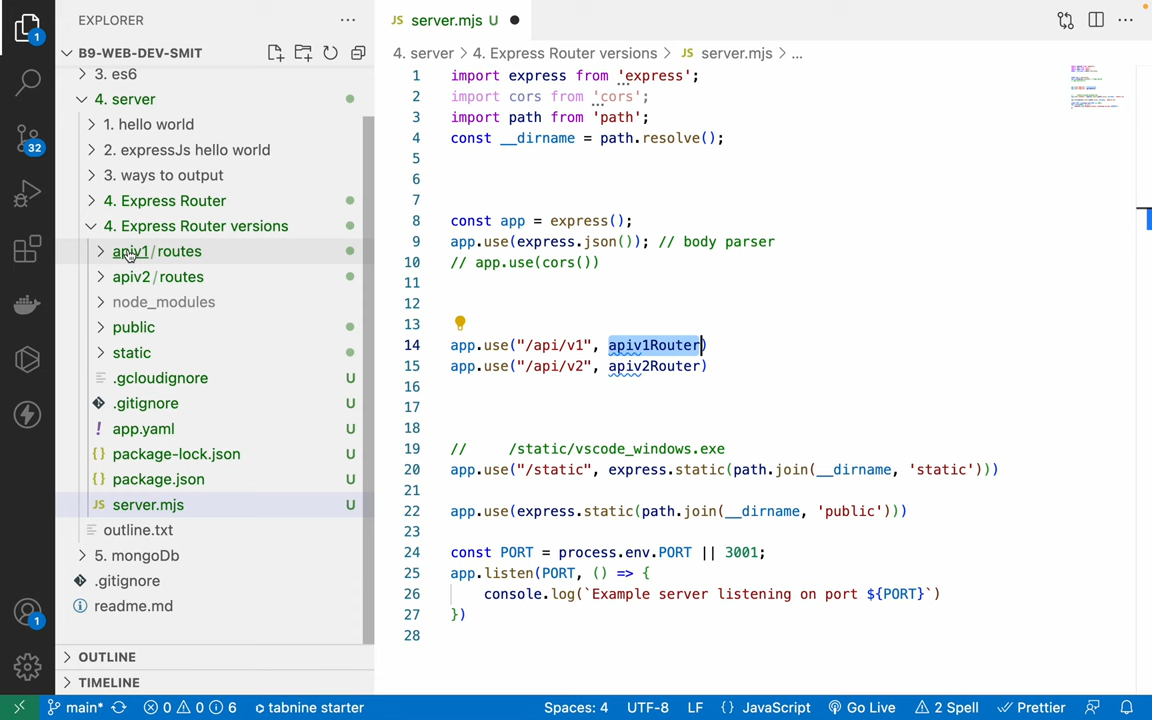 EXPLORER
B9-WEB-DEV-SMIT
3. es6
4. server
1. hello world
2. expressJs hello world
3. ways to output
4. Express Router
4. Express Router versions
apiv1 / routes
apiv2 / routes
node_modules
public
static
.gcloudignore U
.gitignore U
! app.yaml U
{} package-lock.json U
{} package.json U
JS server.mjs U
outline.txt
5. mongoDb
.gitignore
readme.md
OUTLINE
TIMELINE
1
32
1
JS server.mjs U
4. server > 4. Express Router versions > JS server.mjs > ...
1 import express from 'express';
2 import cors from 'cors';
3 import path from 'path';
4 const __dirname = path.resolve();
5
6
7
8 const app = express();
9 app.use(express.json()); // body parser
10 // app.use(cors())
11
12
13
14 app.use("/api/v1", apiv1Router)
15 app.use("/api/v2", apiv2Router)
16
17
18
19 //     /static/vscode_windows.exe
20 app.use("/static", express.static(path.join(__dirname, 'static')))
21
22 app.use(express.static(path.join(__dirname, 'public')))
23
24 const PORT = process.env.PORT || 3001;
25 app.listen(PORT, () => {
26     console.log(`Example server listening on port ${PORT}`)
27 })
28
main* 0 0 6 tabnine starter Spaces: 4 UTF-8 LF {} JavaScript Go Live 2 Spell Prettier